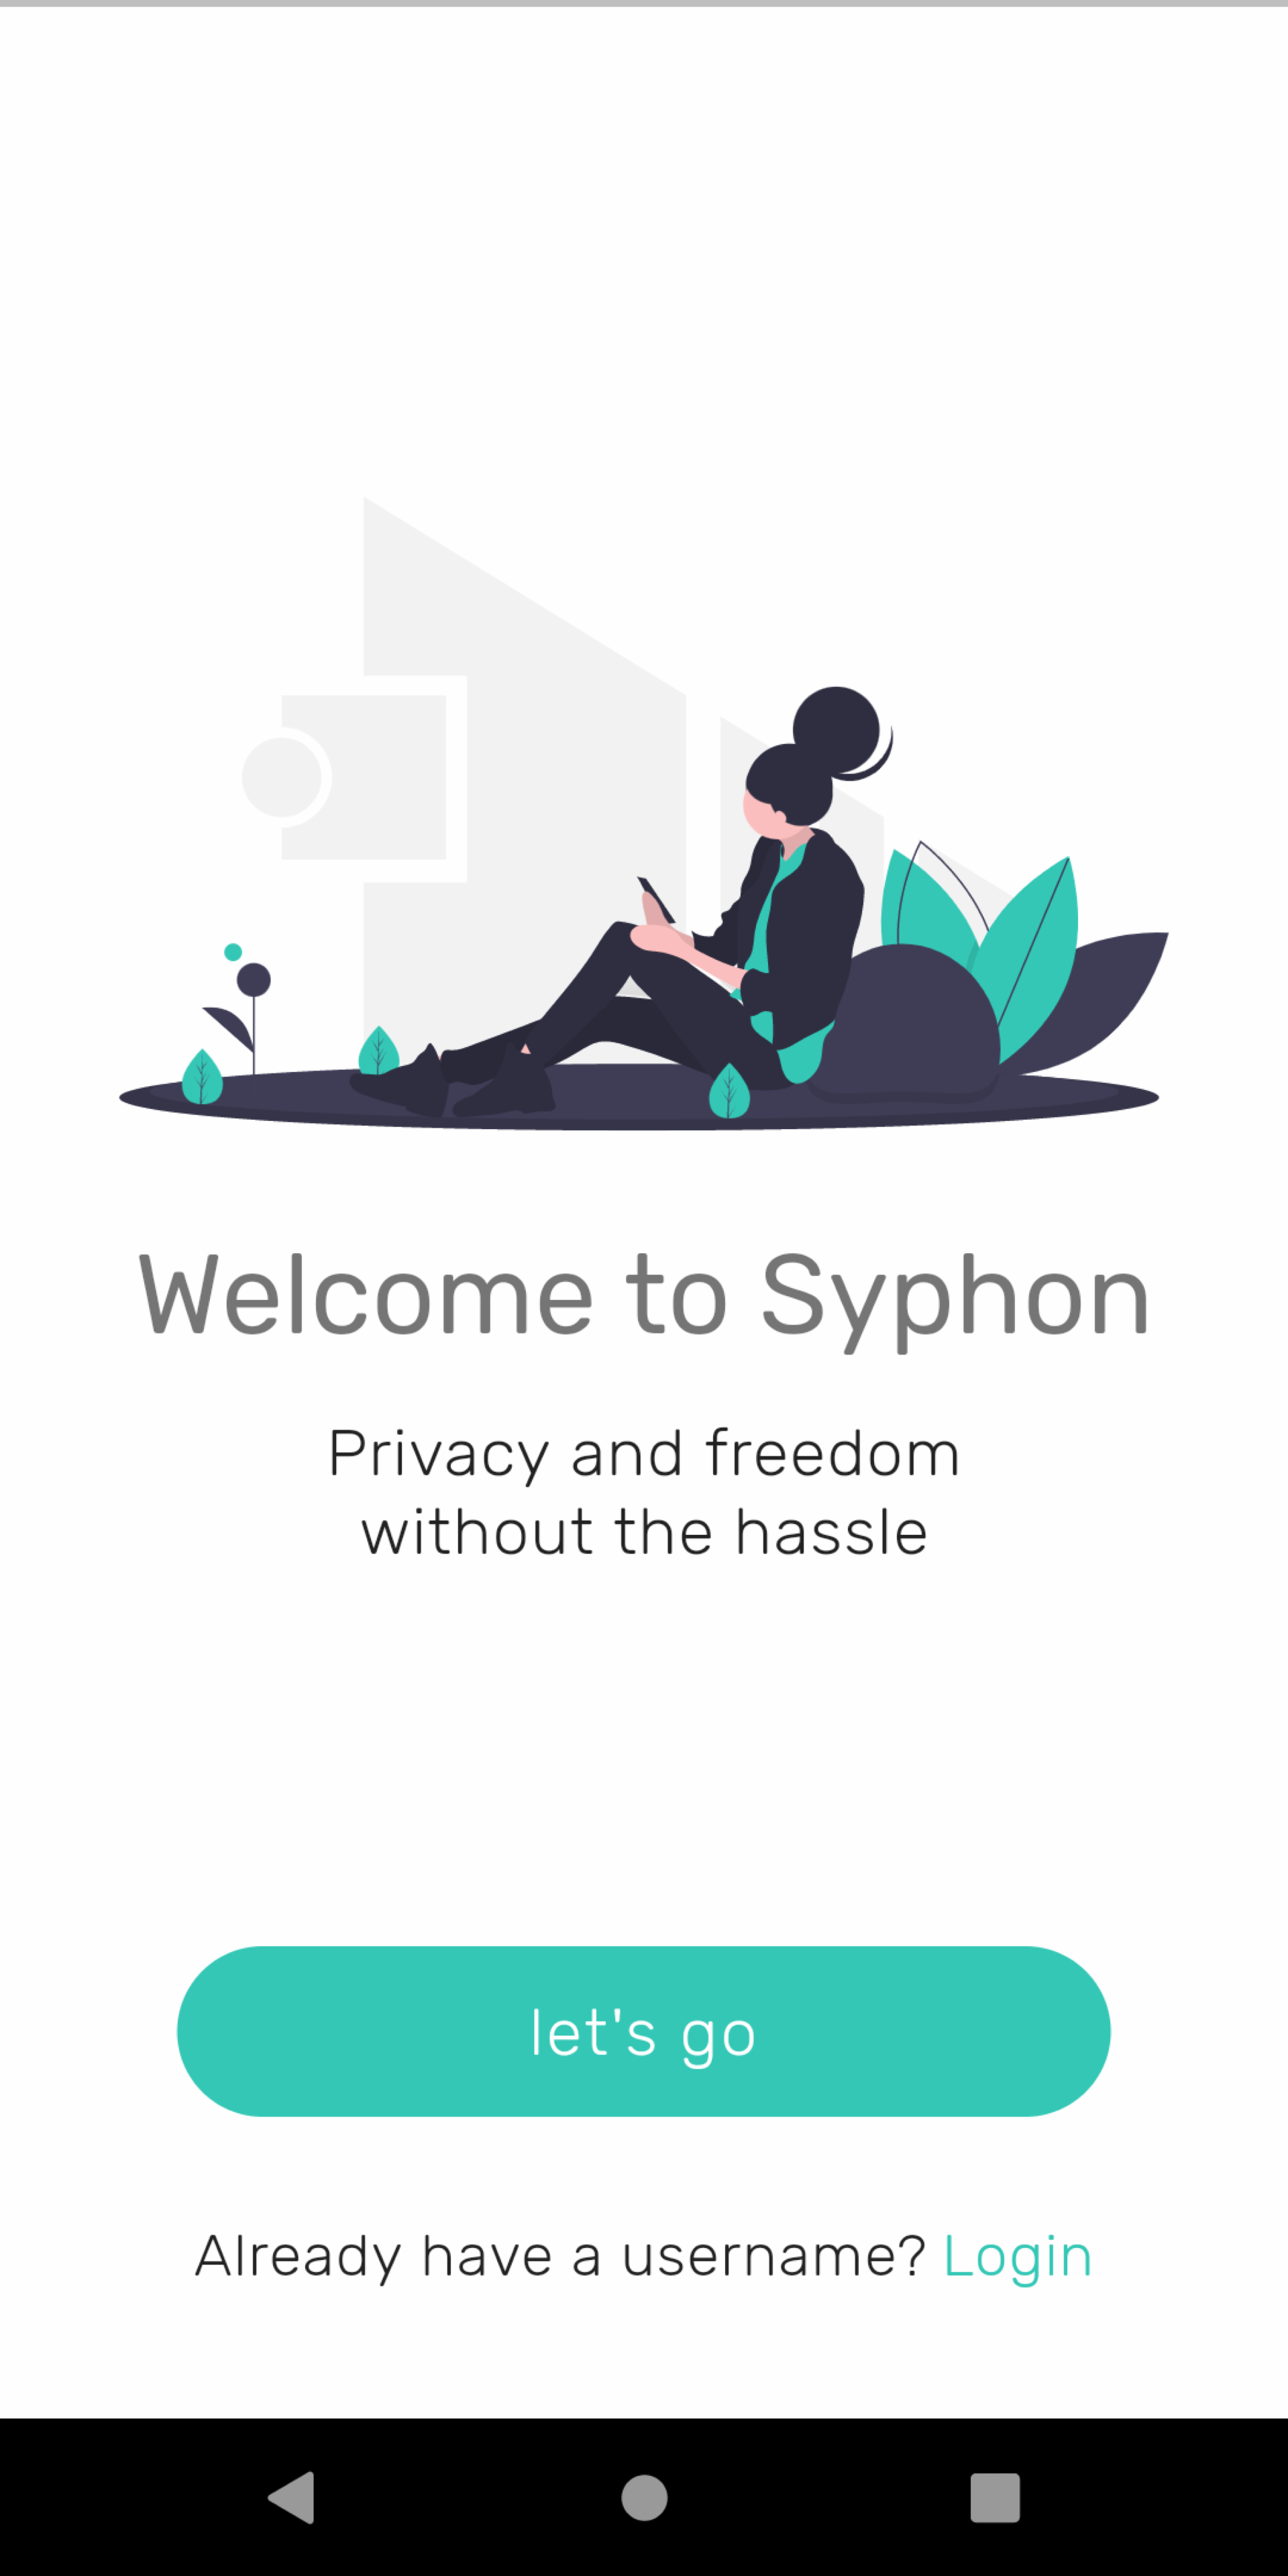 Welcome to Syphon
Privacy and freedom
without the hassle
let's go
Already have a username? Login